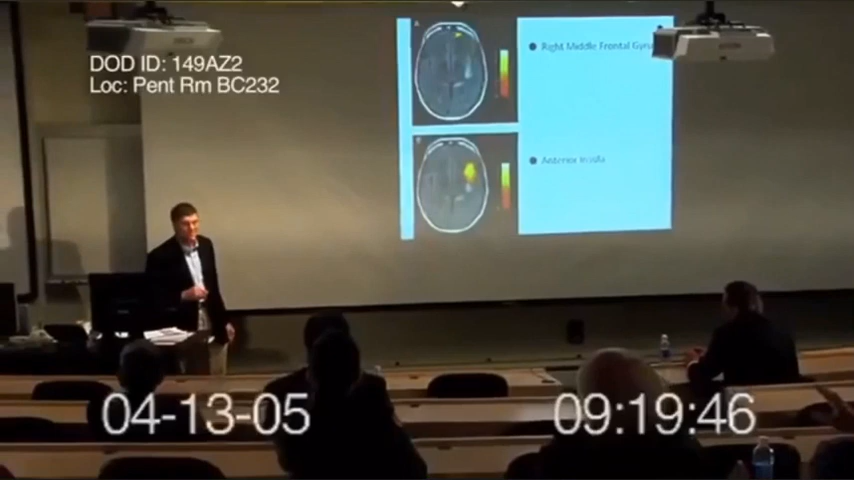 DOD ID: 149AZ2
Loc: Pent Rm BC232
Right Middle Frontal Gyrus
Anterior Insula
04-13-05
09:19:46